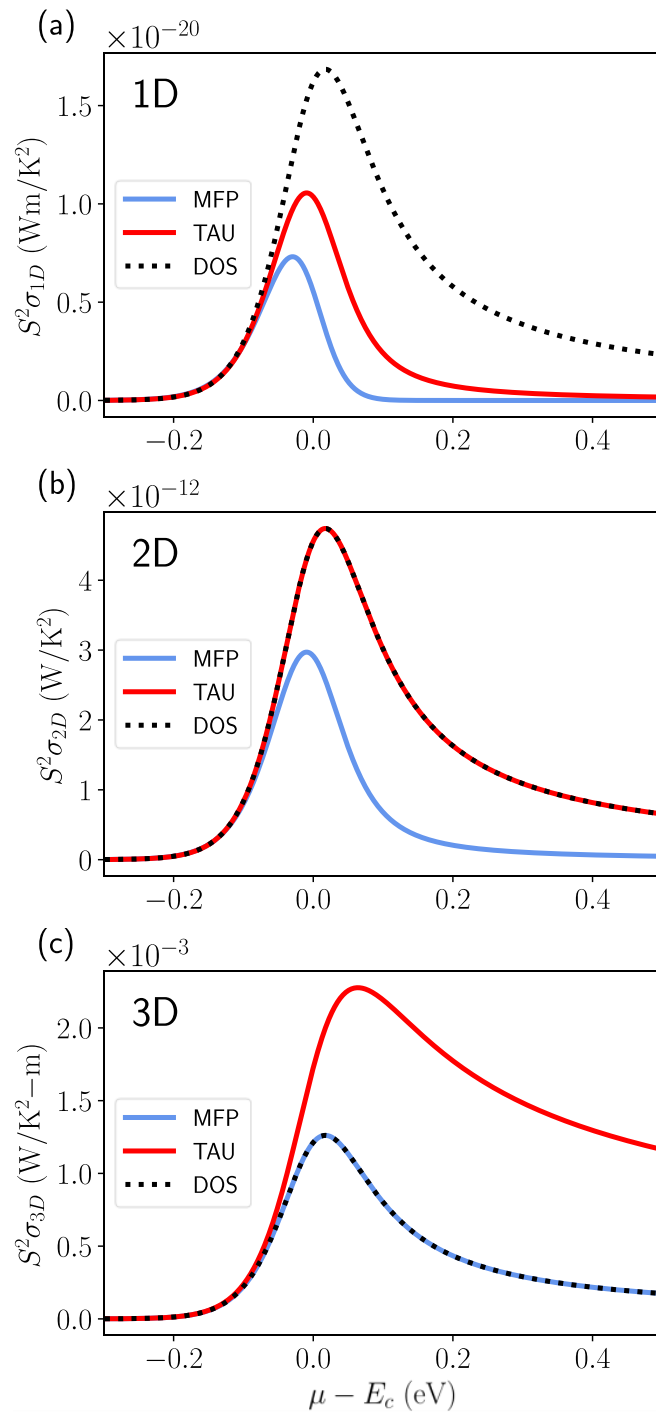 (a)
×10⁻²⁰
1D
S²σ₁D (Wm/K²)
1.5
1.0
0.5
0.0
MFP
TAU
DOS
−0.2 0.0 0.2 0.4
(b)
×10⁻¹²
2D
S²σ₂D (W/K²)
4
3
2
1
0
MFP
TAU
DOS
−0.2 0.0 0.2 0.4
(c)
×10⁻³
3D
S²σ₃D (W/K²−m)
2.0
1.5
1.0
0.5
0.0
MFP
TAU
DOS
−0.2 0.0 0.2 0.4
μ − E_c (eV)